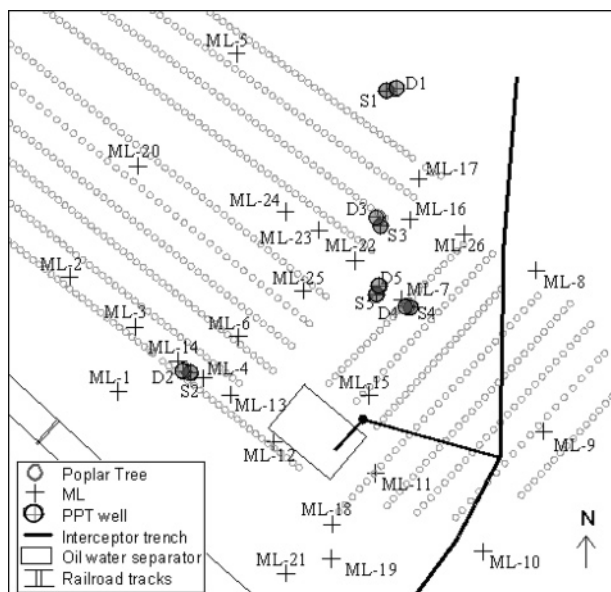 ML-5
S1 D1
ML-20
ML-17
ML-24
D3
ML-16
ML-23
S3
ML-22
ML-26
ML-2
ML-25
D5
S5
ML-7
ML-8
D4 S4
ML-3
ML-6
ML-14
D2
S2
ML-4
ML-1
ML-13
ML-15
ML-12
ML-9
ML-11
ML-18
ML-10
ML-21
ML-19
N
Poplar Tree
ML
PPT well
Interceptor trench
Oil water separator
Railroad tracks